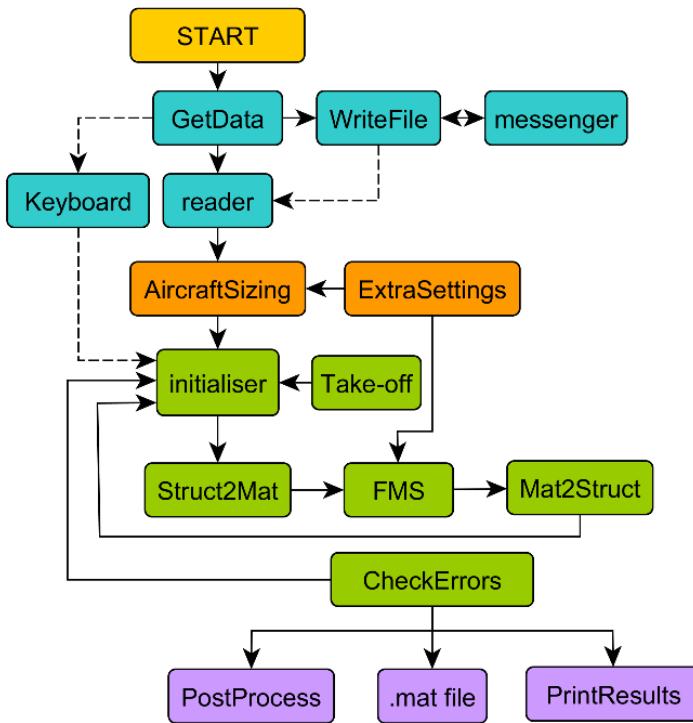 START
GetData
WriteFile
messenger
Keyboard
reader
AircraftSizing
ExtraSettings
initialiser
Take-off
Struct2Mat
FMS
Mat2Struct
CheckErrors
PostProcess
.mat file
PrintResults